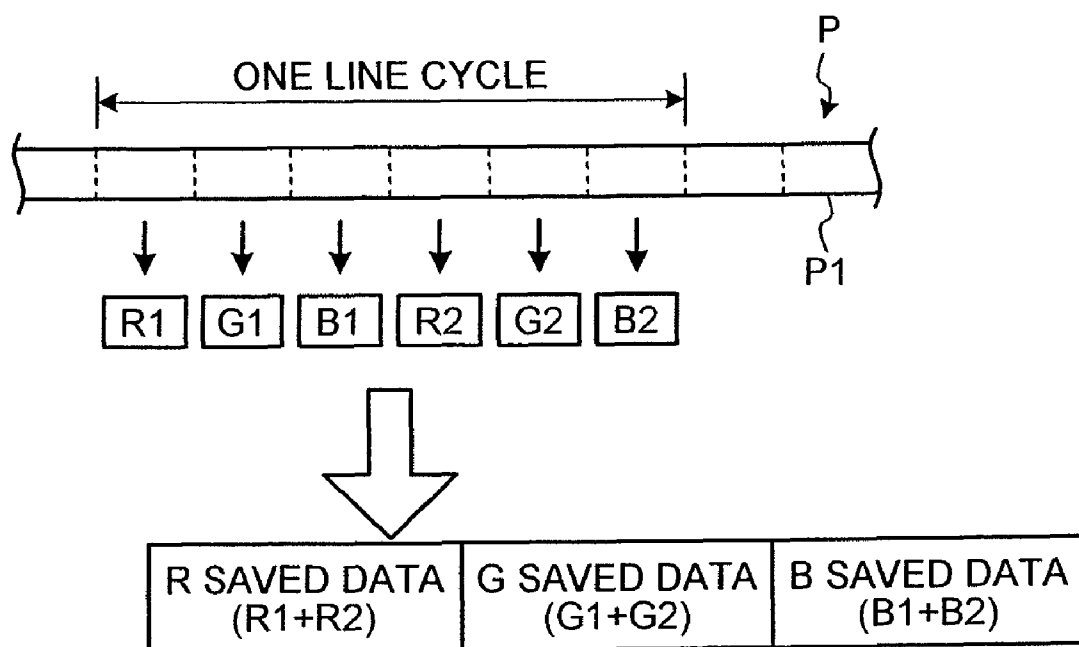 P
ONE LINE CYCLE
P1
R1 G1 B1 R2 G2 B2
R SAVED DATA G SAVED DATA B SAVED DATA
(R1+R2) (G1+G2) (B1+B2)